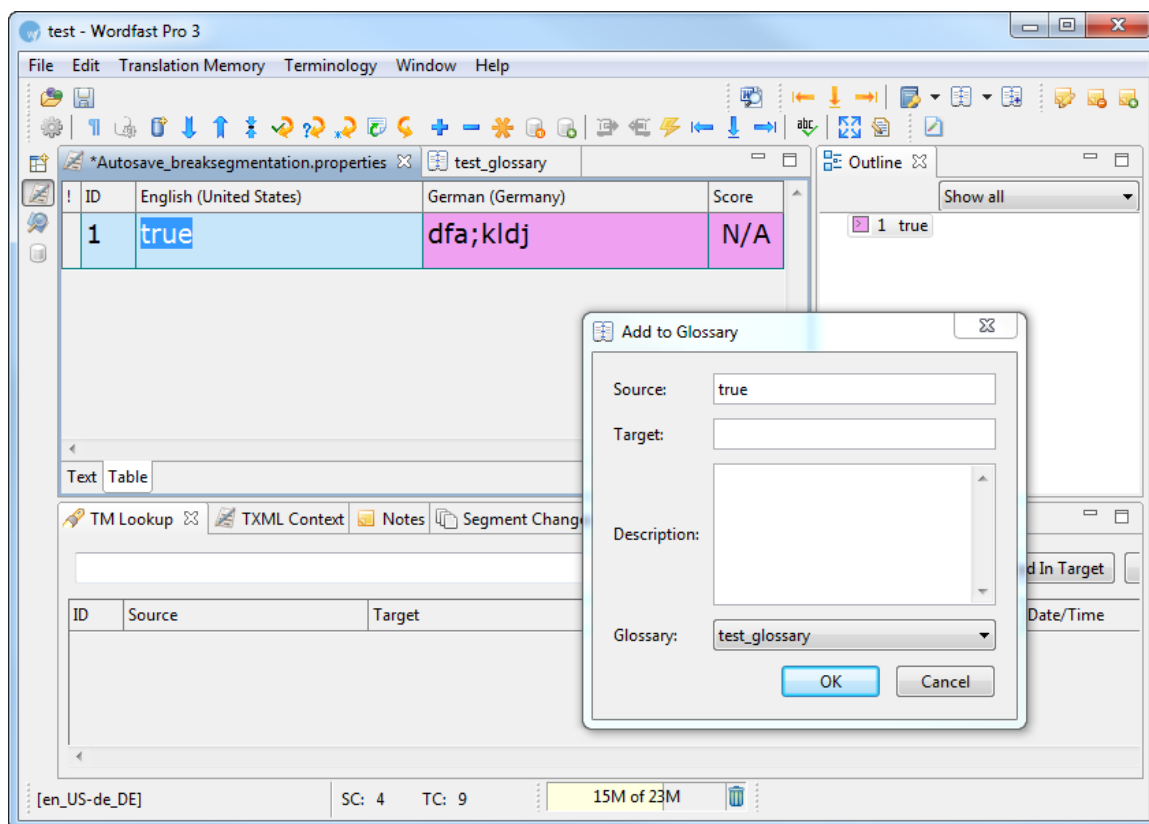 test - Wordfast Pro 3
File Edit Translation Memory Terminology Window Help
*Autosave_breaksegmentation.properties
test_glossary
! ID English (United States) German (Germany) Score
1 true dfa;kldj N/A
Text Table
Outline
Show all
1 true
Add to Glossary
Source: true
Target:
Description:
Glossary: test_glossary
OK Cancel
TM Lookup TXML Context Notes Segment Change
d In Target
ID Source Target Date/Time
[en_US-de_DE] SC: 4 TC: 9 15M of 23M